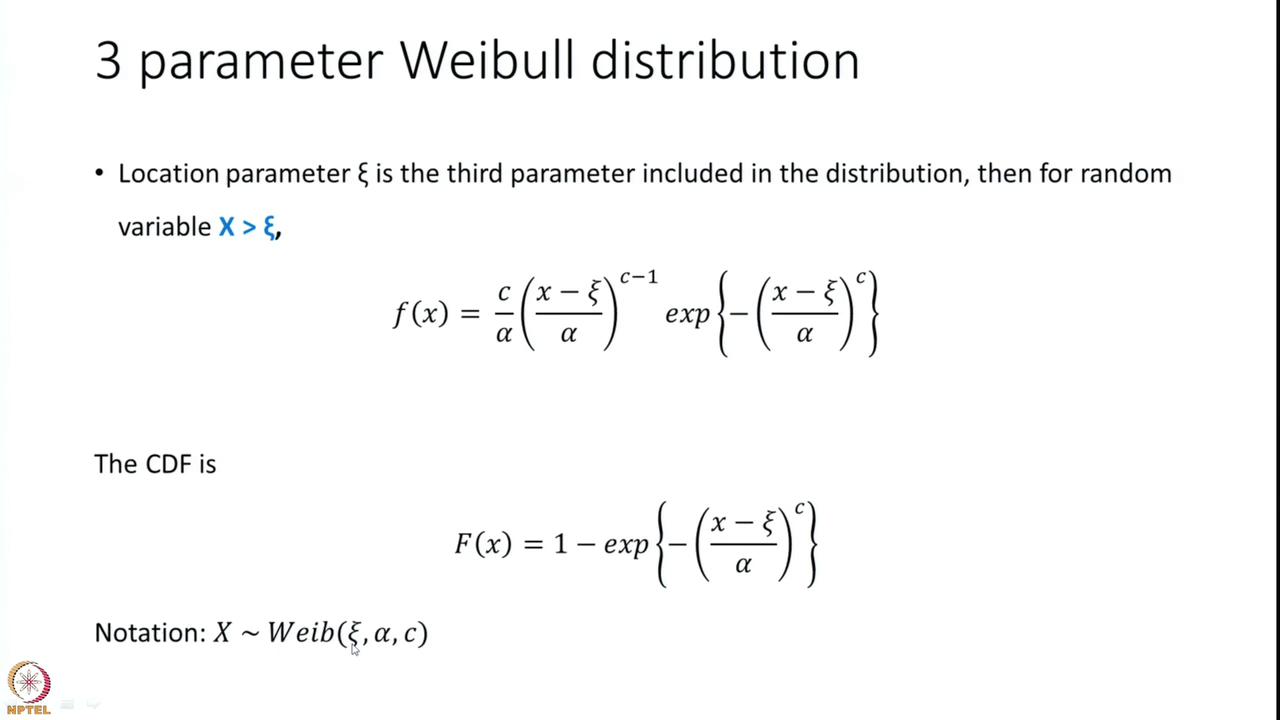 3 parameter Weibull distribution
• Location parameter ξ is the third parameter included in the distribution, then for random
variable X > ξ,
f(x) = c/α ((x − ξ)/α)^(c−1) exp{−((x − ξ)/α)^c}
The CDF is
F(x) = 1 − exp{−((x − ξ)/α)^c}
Notation: X ~ Weib(ξ, α, c)
NPTEL